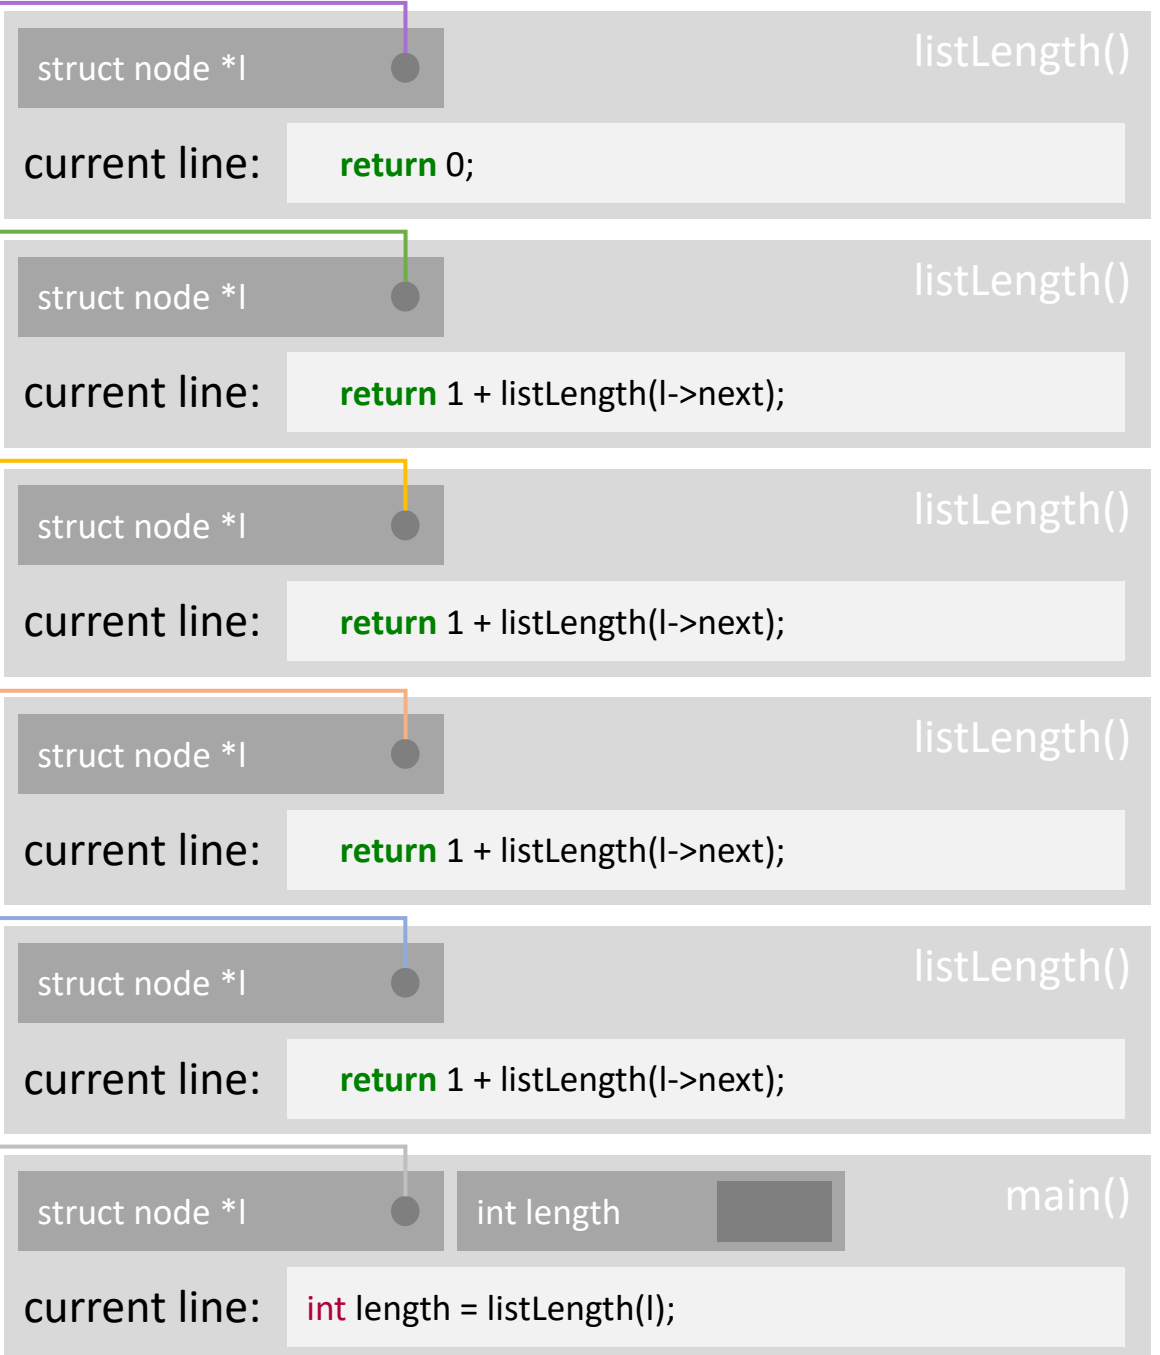 struct node *l
listLength()
current line:
return 0;
struct node *l
listLength()
current line:
return 1 + listLength(l->next);
struct node *l
listLength()
current line:
return 1 + listLength(l->next);
struct node *l
listLength()
current line:
return 1 + listLength(l->next);
struct node *l
listLength()
current line:
return 1 + listLength(l->next);
struct node *l
int length
main()
current line:
int length = listLength(l);